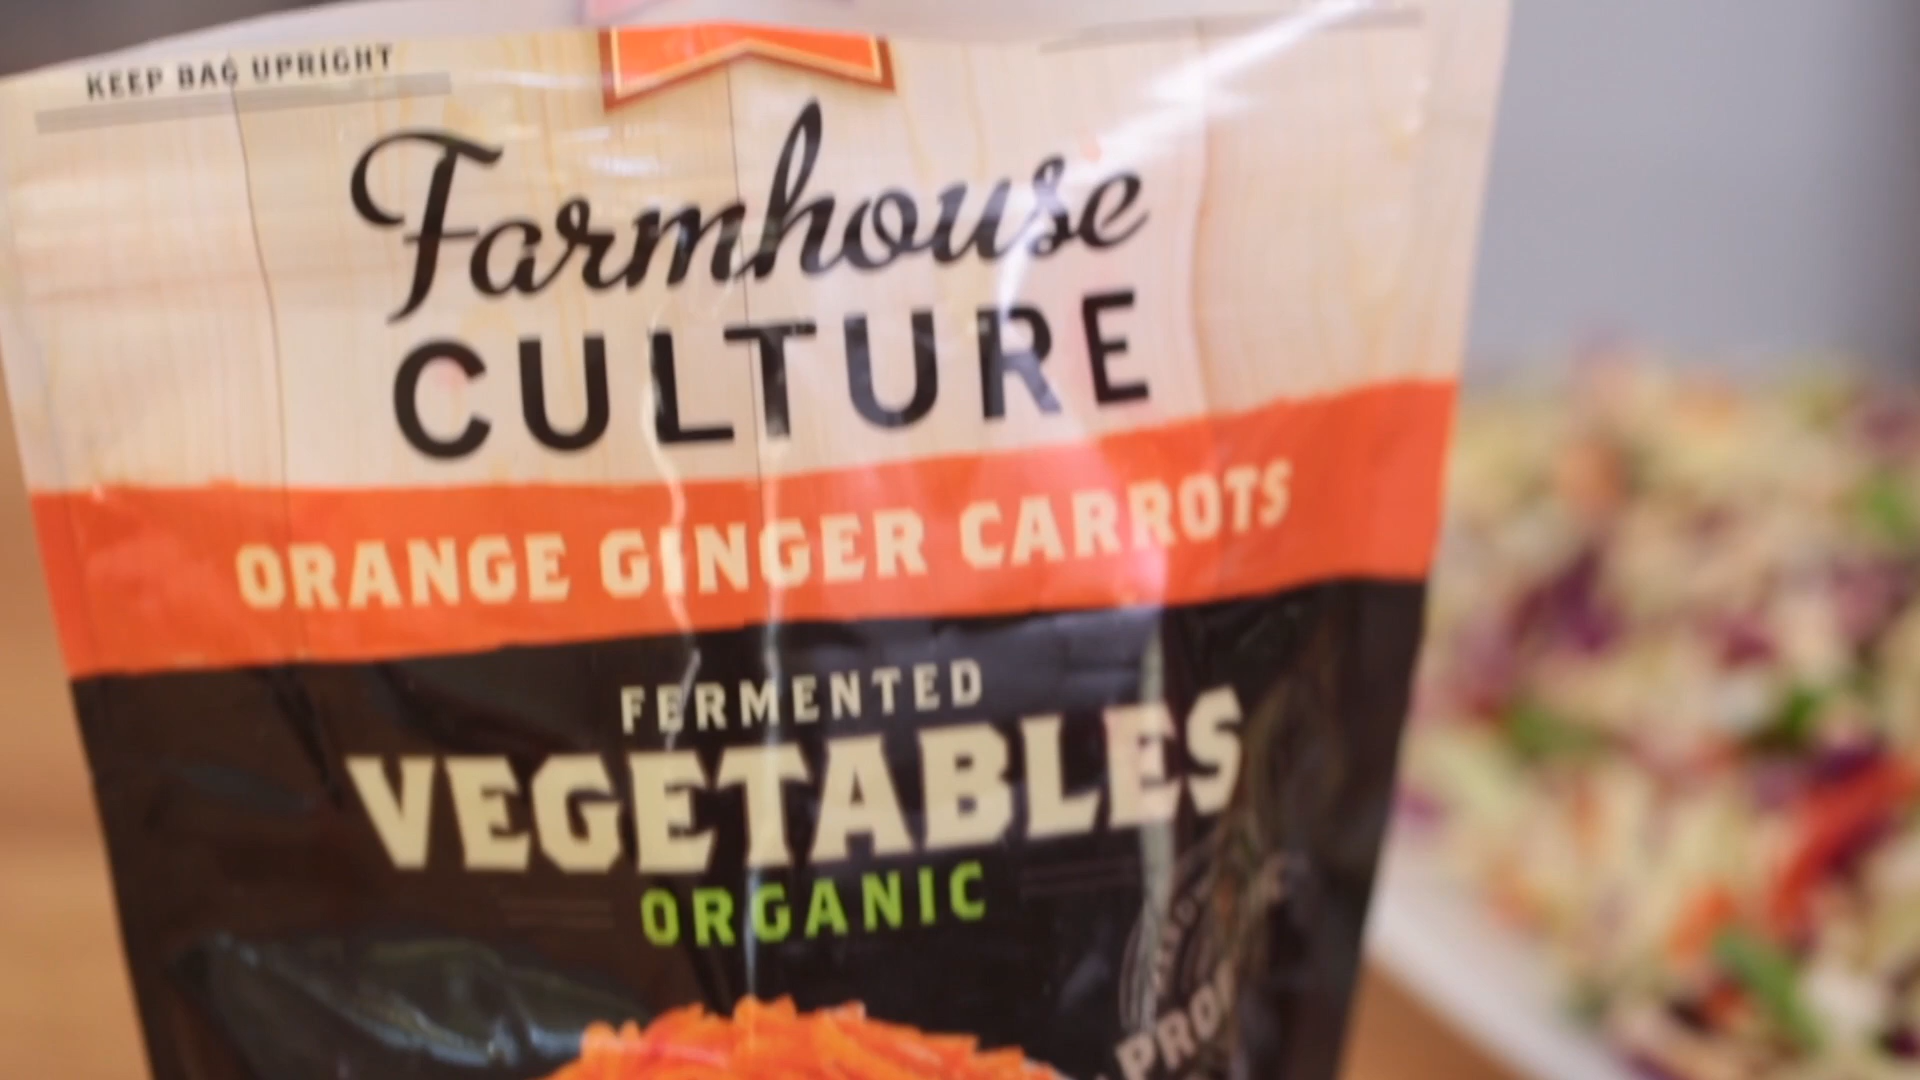 KEEP BAG UPRIGHT
Farmhouse
CULTURE
ORANGE GINGER CARROTS
FERMENTED
VEGETABLES
ORGANIC